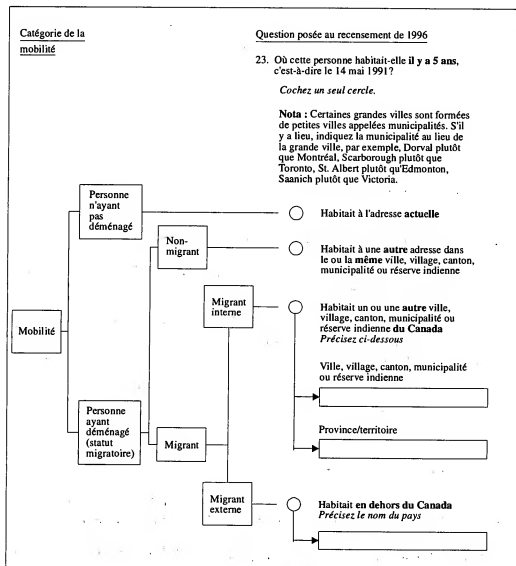 Catégorie de la
mobilité
Question posée au recensement de 1996
23. Où cette personne habitait-elle il y a 5 ans,
c'est-à-dire le 14 mai 1991?
Cochez un seul cercle.
Nota : Certaines grandes villes sont formées
de petites villes appelées municipalités. S'il
y a lieu, indiquez la municipalité au lieu de
la grande ville, par exemple, Dorval plutôt
que Montréal, Scarborough plutôt que
Toronto, St. Albert plutôt qu'Edmonton,
Saanich plutôt que Victoria.
Personne
n'ayant
pas
déménagé
Habitait à l'adresse actuelle
Non-
migrant
Habitait à une autre adresse dans
le ou la même ville, village, canton,
municipalité ou réserve indienne
Migrant
interne
Habitait un ou une autre ville,
village, canton, municipalité ou
réserve indienne du Canada
Précisez ci-dessous
Mobilité
Ville, village, canton, municipalité
ou réserve indienne
Personne
ayant
déménagé
(statut
migratoire)
Migrant
Province/territoire
Migrant
externe
Habitait en dehors du Canada
Précisez le nom du pays